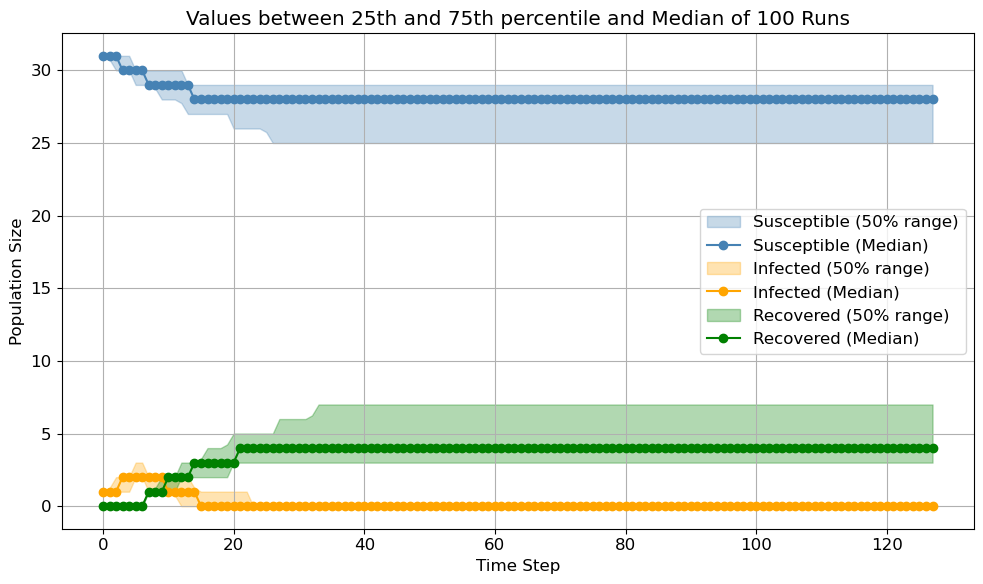 Values between 25th and 75th percentile and Median of 100 Runs
Population Size
30
25
20
15
10
5
0
Susceptible (50% range)
Susceptible (Median)
Infected (50% range)
Infected (Median)
Recovered (50% range)
Recovered (Median)
0 20 40 60 80 100 120
Time Step